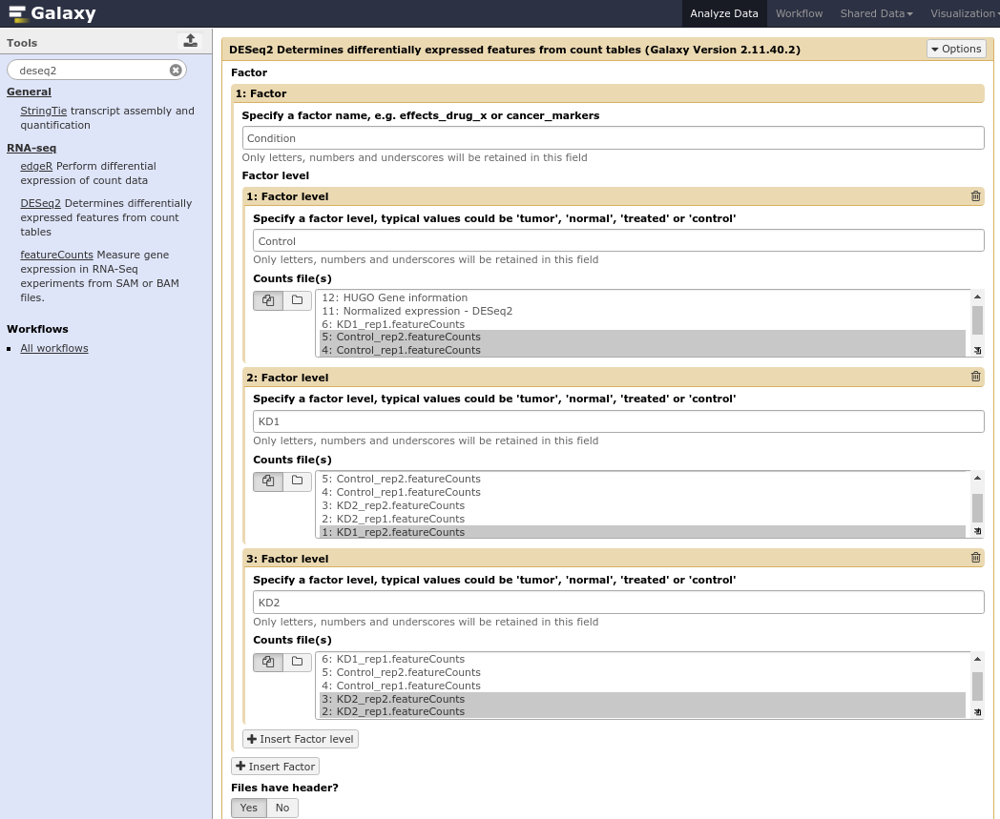 Galaxy
Analyze Data
Workflow
Shared Data
Visualization
Tools
deseq2
General
StringTie transcript assembly and
quantification
RNA-seq
edgeR Perform differential
expression of count data
DESeq2 Determines differentially
expressed features from count
tables
featureCounts Measure gene
expression in RNA-Seq
experiments from SAM or BAM
files.
Workflows
All workflows
DESeq2 Determines differentially expressed features from count tables (Galaxy Version 2.11.40.2)
Options
Factor
1: Factor
Specify a factor name, e.g. effects_drug_x or cancer_markers
Condition
Only letters, numbers and underscores will be retained in this field
Factor level
1: Factor level
Specify a factor level, typical values could be 'tumor', 'normal', 'treated' or 'control'
Control
Only letters, numbers and underscores will be retained in this field
Counts file(s)
12: HUGO Gene information
11: Normalized expression - DESeq2
6: KD1_rep1.featureCounts
5: Control_rep2.featureCounts
4: Control_rep1.featureCounts
2: Factor level
Specify a factor level, typical values could be 'tumor', 'normal', 'treated' or 'control'
KD1
Only letters, numbers and underscores will be retained in this field
Counts file(s)
5: Control_rep2.featureCounts
4: Control_rep1.featureCounts
3: KD2_rep2.featureCounts
2: KD2_rep1.featureCounts
1: KD1_rep2.featureCounts
3: Factor level
Specify a factor level, typical values could be 'tumor', 'normal', 'treated' or 'control'
KD2
Only letters, numbers and underscores will be retained in this field
Counts file(s)
6: KD1_rep1.featureCounts
5: Control_rep2.featureCounts
4: Control_rep1.featureCounts
3: KD2_rep2.featureCounts
2: KD2_rep1.featureCounts
Insert Factor level
Insert Factor
Files have header?
Yes
No